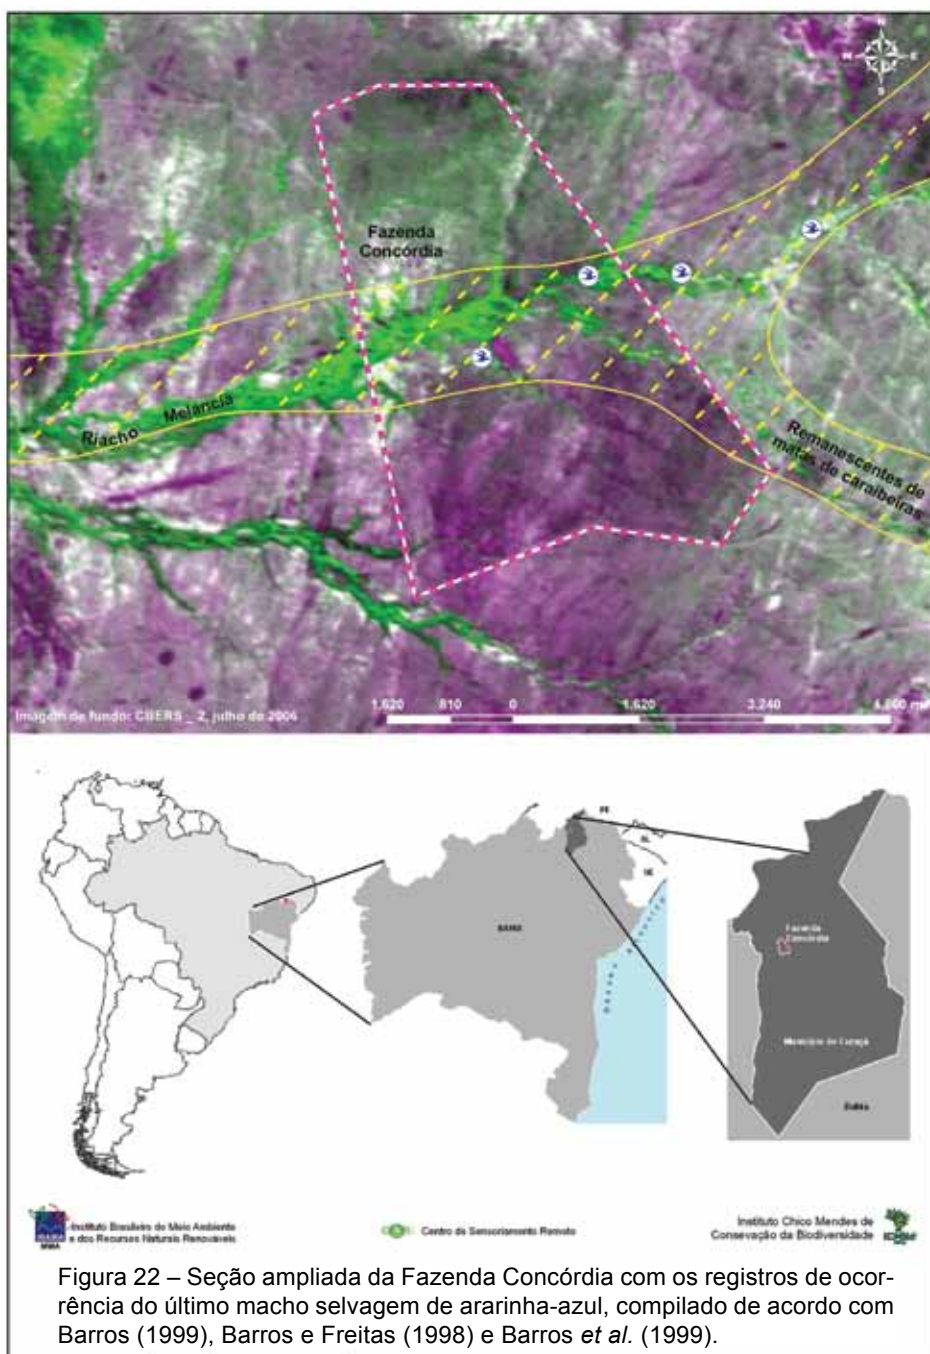 N
E
S
Fazenda
Concórdia
Riacho Melancia
Remanescentes de
matas de caraibeiras
Imagem de fundo: CBERS _ 2, julho de 2006
1.620 810 0 1.620 3.240 4.860 m
PE
AL
SE
BAHIA
Fazenda
Concórdia
Município de Curaçá
Bahia
IBAMA
MMA
Instituto Brasileiro do Meio Ambiente
e dos Recursos Naturais Renováveis
Centro de Sensoriamento Remoto
Instituto Chico Mendes de
Consevação da Biodiversidade
ICMBio
Figura 22 – Seção ampliada da Fazenda Concórdia com os registros de ocor-
rência do último macho selvagem de ararinha-azul, compilado de acordo com
Barros (1999), Barros e Freitas (1998) e Barros et al. (1999).